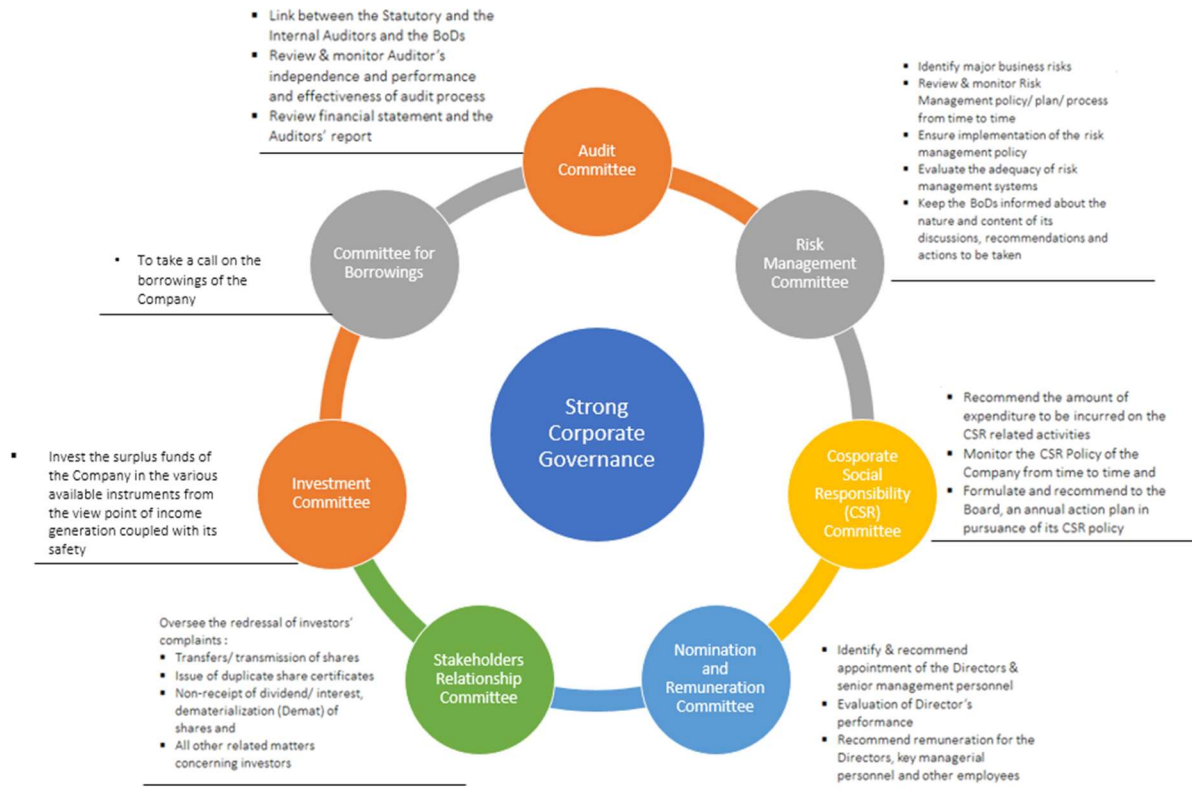 ▪ Link between the Statutory and the
Internal Auditors and the BoDs
▪ Review & monitor Auditor's
independence and performance
and effectiveness of audit process
▪ Review financial statement and the
Auditors' report
Audit
Committee
▪ Identify major business risks
▪ Review & monitor Risk
Management policy/ plan/ process
from time to time
▪ Ensure implementation of the risk
management policy
▪ Evaluate the adequacy of risk
management systems
▪ Keep the BoDs informed about the
nature and content of its
discussions, recommendations and
actions to be taken
Risk
Management
Committee
▪ Recommend the amount of
expenditure to be incurred on the
CSR related activities
▪ Monitor the CSR Policy of the
Company from time to time and
▪ Formulate and recommend to the
Board, an annual action plan in
pursuance of its CSR policy
Cosporate
Social
Responsibility
(CSR)
Committee
▪ Identify & recommend
appointment of the Directors &
senior management personnel
▪ Evaluation of Director's
performance
▪ Recommend remuneration for the
Directors, key managerial
personnel and other employees
Nomination
and
Remuneration
Committee
Oversee the redressal of investors'
complaints :
▪ Transfers/ transmission of shares
▪ Issue of duplicate share certificates
▪ Non-receipt of dividend/ interest,
dematerialization (Demat) of
shares and
▪ All other related matters
concerning investors
Stakeholders
Relationship
Committee
▪ Invest the surplus funds of
the Company in the various
available instruments from
the view point of income
generation coupled with its
safety
Investment
Committee
• To take a call on the
borrowings of the
Company
Committee for
Borrowings
Strong
Corporate
Governance